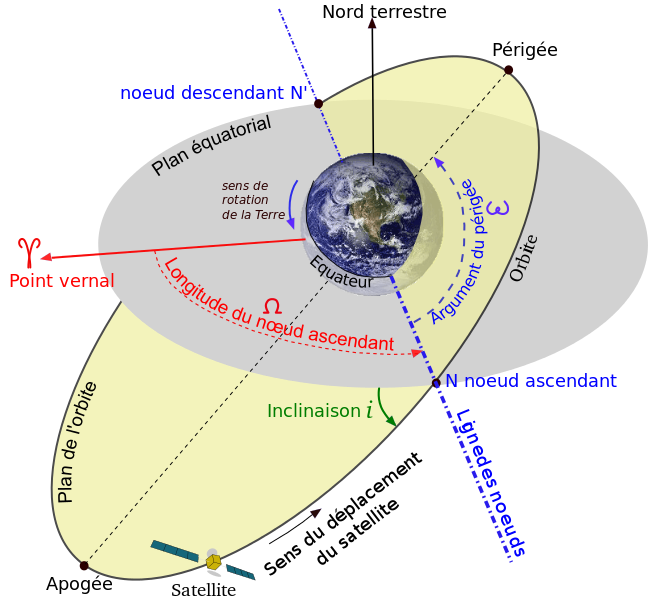 Nord terrestre
Périgée
noeud descendant N'
Plan équatorial
sens de
rotation
de la Terre
ω
Argument du périgée
Orbite
♈
Point vernal
Equateur
Ω
Longitude du nœud ascendant
N noeud ascendant
Inclinaison i
Plan de l'orbite
Ligne des noeuds
Sens du déplacement
du satellite
Apogée
Satellite